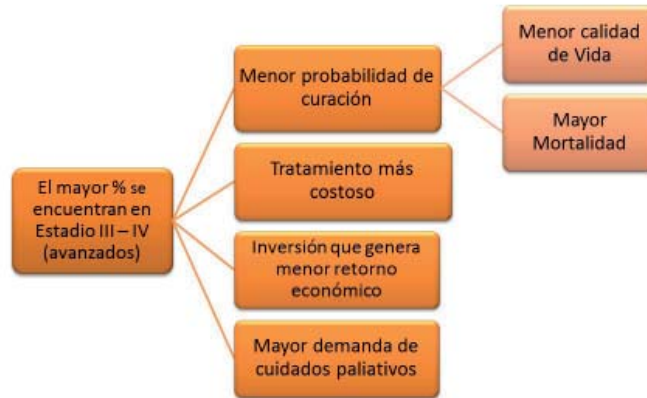 El mayor % se
encuentran en
Estadio III – IV
(avanzados)
Menor probabilidad de
curación
Menor calidad
de Vida
Mayor
Mortalidad
Tratamiento más
costoso
Inversión que genera
menor retorno
económico
Mayor demanda de
cuidados paliativos